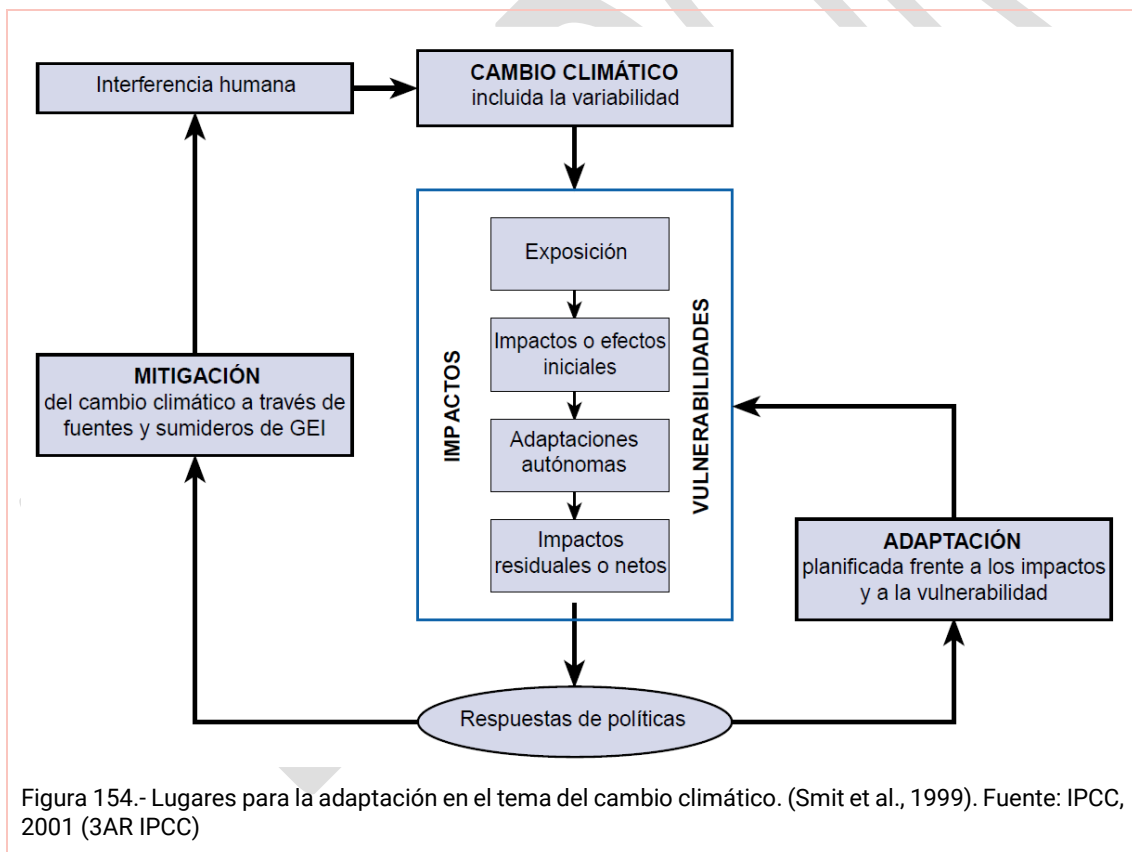 Interferencia humana
CAMBIO CLIMÁTICO
incluida la variabilidad
IMPACTOS
VULNERABILIDADES
Exposición
Impactos o efectos
iniciales
Adaptaciones
autónomas
Impactos
residuales o netos
MITIGACIÓN
del cambio climático a través de
fuentes y sumideros de GEI
ADAPTACIÓN
planificada frente a los impactos
y a la vulnerabilidad
Respuestas de políticas
Figura 154.- Lugares para la adaptación en el tema del cambio climático. (Smit et al., 1999). Fuente: IPCC,
2001 (3AR IPCC)